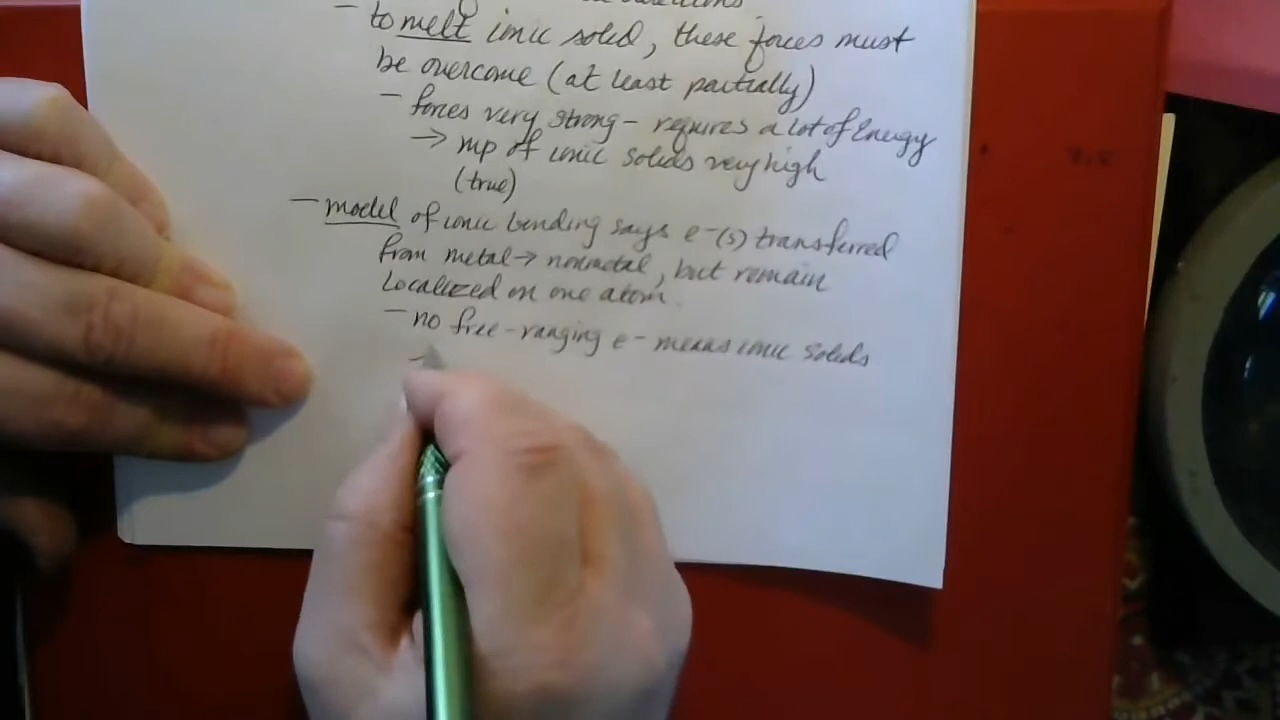 - to melt ionic solid, these forces must
be overcome (at least partially)
- forces very strong - requires a lot of Energy
→ mp of ionic solids very high
(true)
- model of ionic bonding says e-(s) transferred
from metal → nonmetal, but remain
Localized on one atom.
- no free-ranging e- means ionic solids